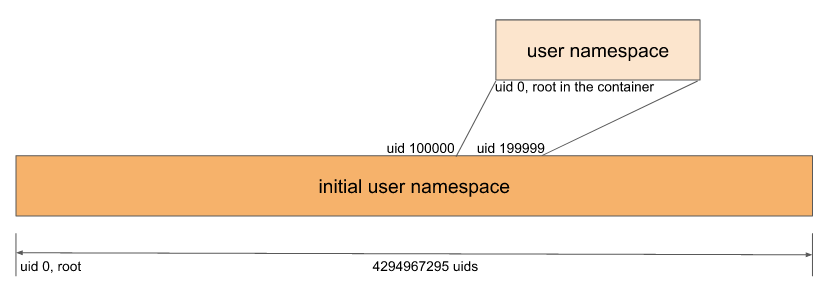 user namespace
uid 0, root in the container
uid 100000
uid 199999
initial user namespace
uid 0, root
4294967295 uids